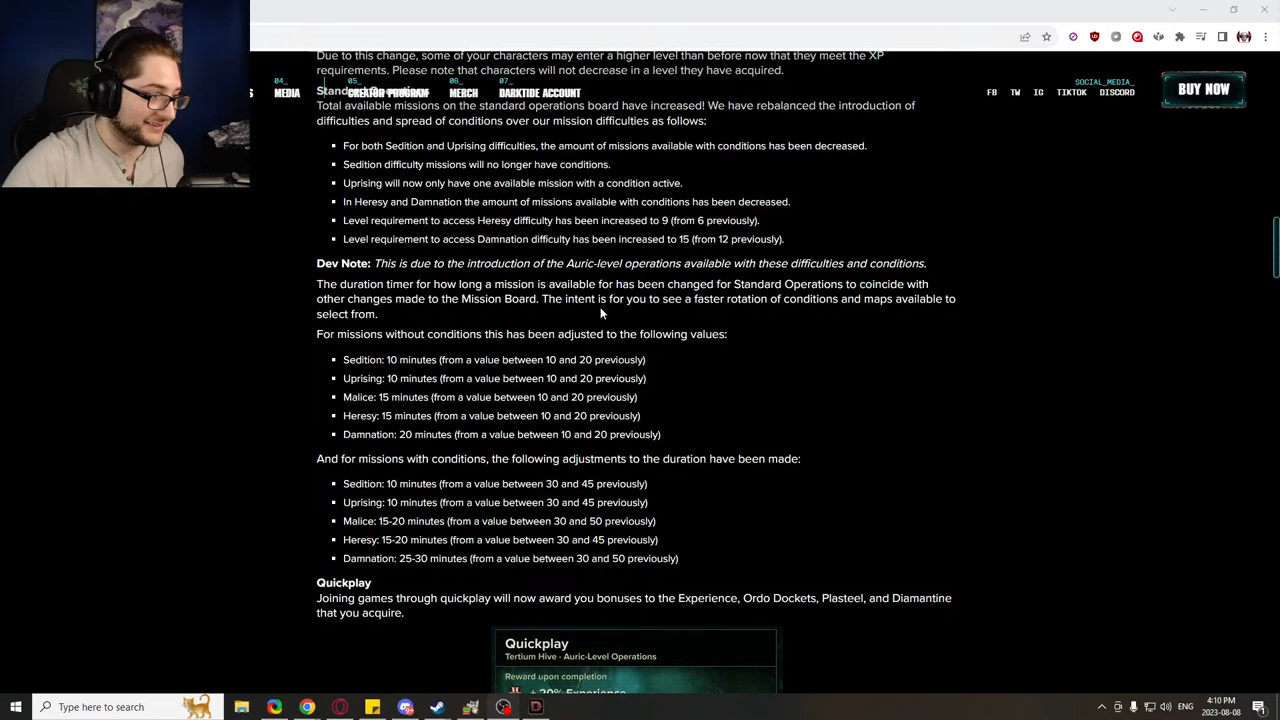 Due to this change, some of your characters may enter a higher level than before now that they meet the XP
requirements. Please note that characters will not decrease in a level they have acquired.
04_ 05_ 06_ 07_
MEDIA CREATOR PROGRAM MERCH DARKTIDE ACCOUNT
SOCIAL_MEDIA_
FB TW IG TIKTOK DISCORD
BUY NOW
Total available missions on the standard operations board have increased! We have rebalanced the introduction of
difficulties and spread of conditions over our mission difficulties as follows:
For both Sedition and Uprising difficulties, the amount of missions available with conditions has been decreased.
Sedition difficulty missions will no longer have conditions.
Uprising will now only have one available mission with a condition active.
In Heresy and Damnation the amount of missions available with conditions has been decreased.
Level requirement to access Heresy difficulty has been increased to 9 (from 6 previously).
Level requirement to access Damnation difficulty has been increased to 15 (from 12 previously).
Dev Note: This is due to the introduction of the Auric-level operations available with these difficulties and conditions.
The duration timer for how long a mission is available for has been changed for Standard Operations to coincide with
other changes made to the Mission Board. The intent is for you to see a faster rotation of conditions and maps available to
select from.
For missions without conditions this has been adjusted to the following values:
Sedition: 10 minutes (from a value between 10 and 20 previously)
Uprising: 10 minutes (from a value between 10 and 20 previously)
Malice: 15 minutes (from a value between 10 and 20 previously)
Heresy: 15 minutes (from a value between 10 and 20 previously)
Damnation: 20 minutes (from a value between 10 and 20 previously)
And for missions with conditions, the following adjustments to the duration have been made:
Sedition: 10 minutes (from a value between 30 and 45 previously)
Uprising: 10 minutes (from a value between 30 and 45 previously)
Malice: 15-20 minutes (from a value between 30 and 50 previously)
Heresy: 15-20 minutes (from a value between 30 and 45 previously)
Damnation: 25-30 minutes (from a value between 30 and 50 previously)
Quickplay
Joining games through quickplay will now award you bonuses to the Experience, Ordo Dockets, Plasteel, and Diamantine
that you acquire.
Quickplay
Tertium Hive - Auric-Level Operations
Reward upon completion
+ 20% Experience
Type here to search
ENG
4:10 PM
2023-08-08